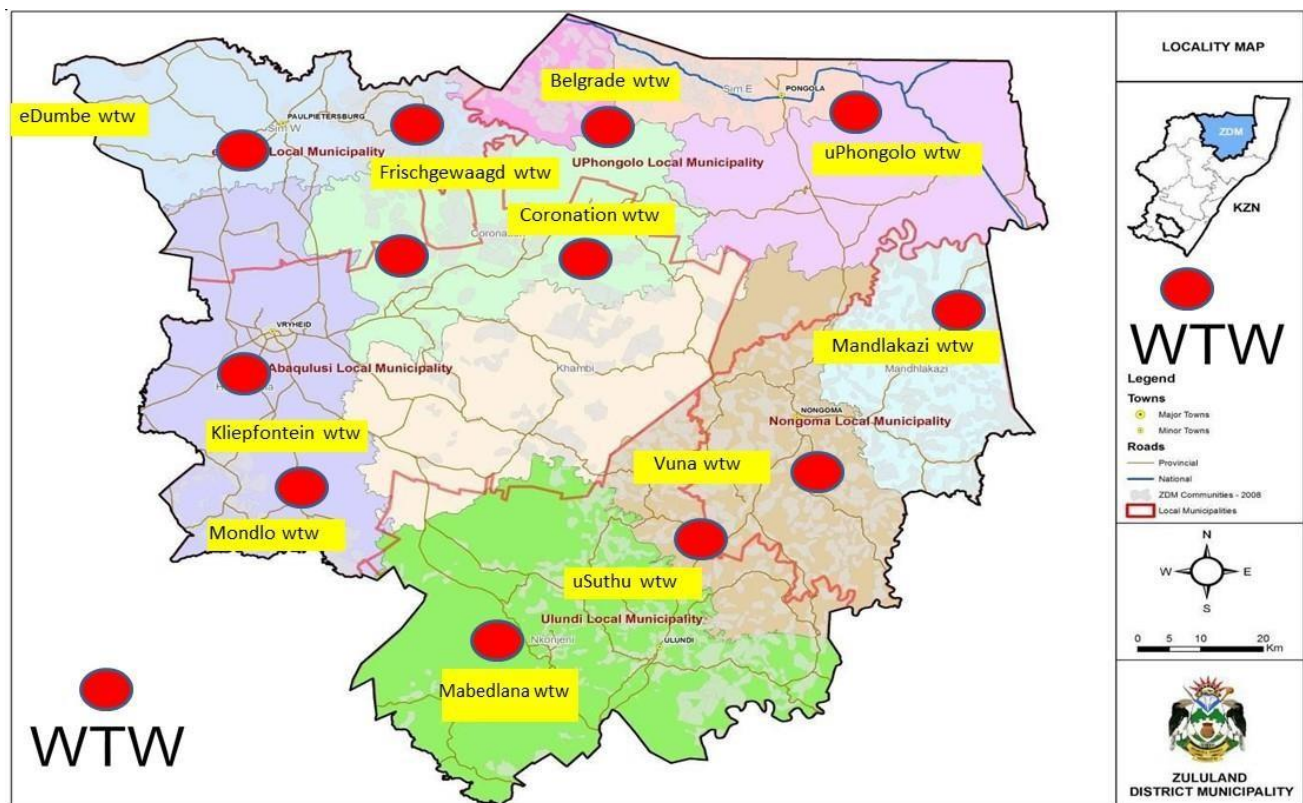 LOCALITY MAP
ZDM
KZN
WTW
Legend
Towns
Major Towns
Minor Towns
Roads
Provincial
National
ZDM Communities - 2008
Local Municipalities
N
W
E
S
0 5 10 20
Km
ZULULAND
DISTRICT MUNICIPALITY
Belgrade wtw
Sim E
PONGOLA
eDumbe wtw
PAULPIETERSBURG
Sim W
Local Municipality
Frischgewaagd wtw
UPhongolo Local Municipality
uPhongolo wtw
Coronation wtw
Mandlakazi wtw
Mandhlakazi
VRYHEID
Abaqulusi Local Municipality
Khambi
NONGOMA
Nongoma Local Municipality
Kliepfontein wtw
Vuna wtw
Mondlo wtw
uSuthu wtw
Ulundi Local Municipality
Nkonjeni
ULUNDI
Mabedlana wtw
WTW